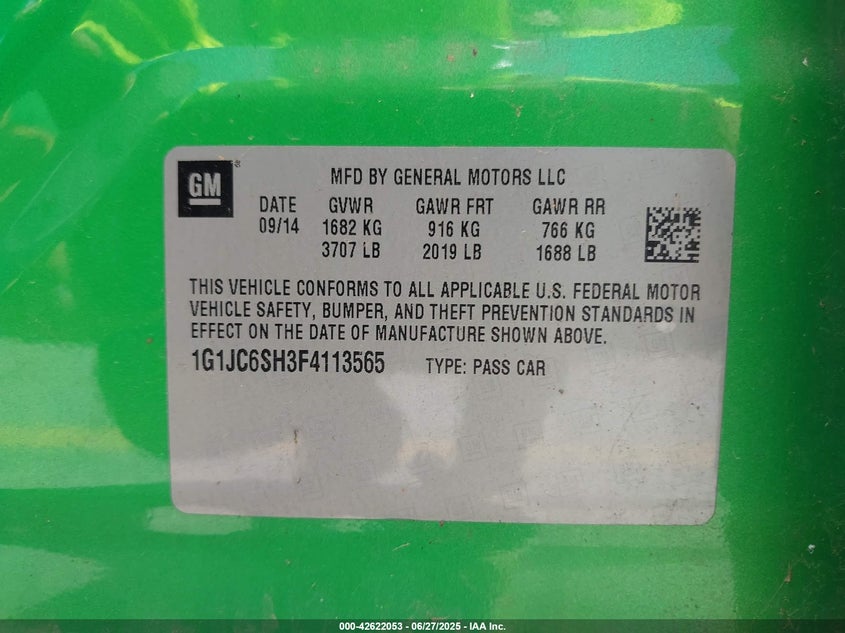 GM
MFD BY GENERAL MOTORS LLC
DATE GVWR GAWR FRT GAWR RR
09/14 1682 KG 916 KG 766 KG
3707 LB 2019 LB 1688 LB
THIS VEHICLE CONFORMS TO ALL APPLICABLE U.S. FEDERAL MOTOR
VEHICLE SAFETY, BUMPER, AND THEFT PREVENTION STANDARDS IN
EFFECT ON THE DATE OF MANUFACTURE SHOWN ABOVE.
1G1JC6SH3F4113565 TYPE: PASS CAR
000-42622053 / 06/27/2025 - IAA Inc.